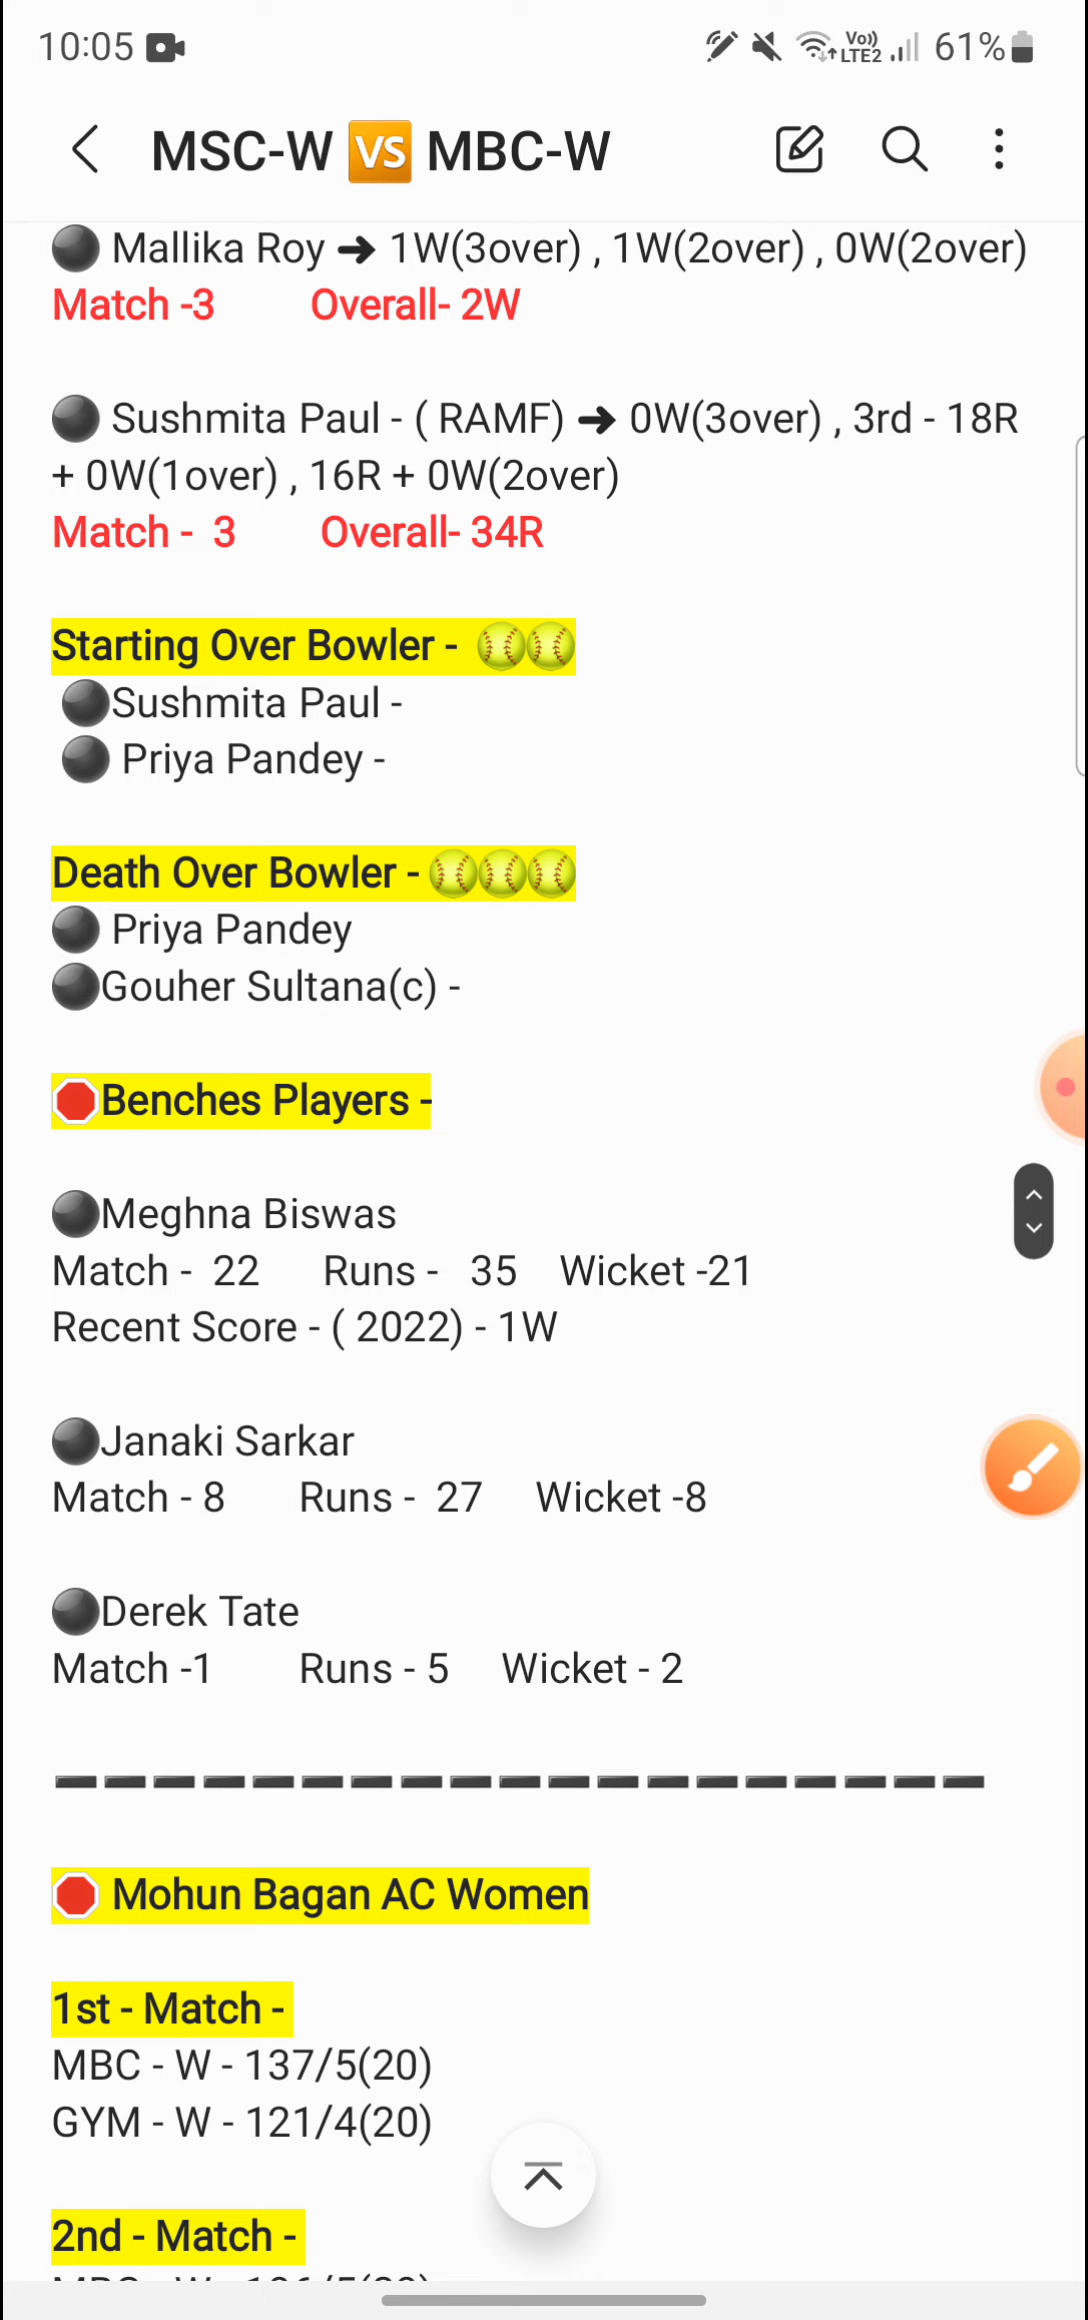 10:05 Vo)) LTE2 61%
MSC-W VS MBC-W
Mallika Roy ➜ 1W(3over) , 1W(2over) , 0W(2over)
Match -3 Overall- 2W
Sushmita Paul - ( RAMF) ➜ 0W(3over) , 3rd - 18R
+ 0W(1over) , 16R + 0W(2over)
Match - 3 Overall- 34R
Starting Over Bowler -
Sushmita Paul -
Priya Pandey -
Death Over Bowler -
Priya Pandey
Gouher Sultana(c) -
Benches Players -
Meghna Biswas
Match - 22 Runs - 35 Wicket -21
Recent Score - ( 2022) - 1W
Janaki Sarkar
Match - 8 Runs - 27 Wicket -8
Derek Tate
Match -1 Runs - 5 Wicket - 2
Mohun Bagan AC Women
1st - Match -
MBC - W - 137/5(20)
GYM - W - 121/4(20)
2nd - Match -